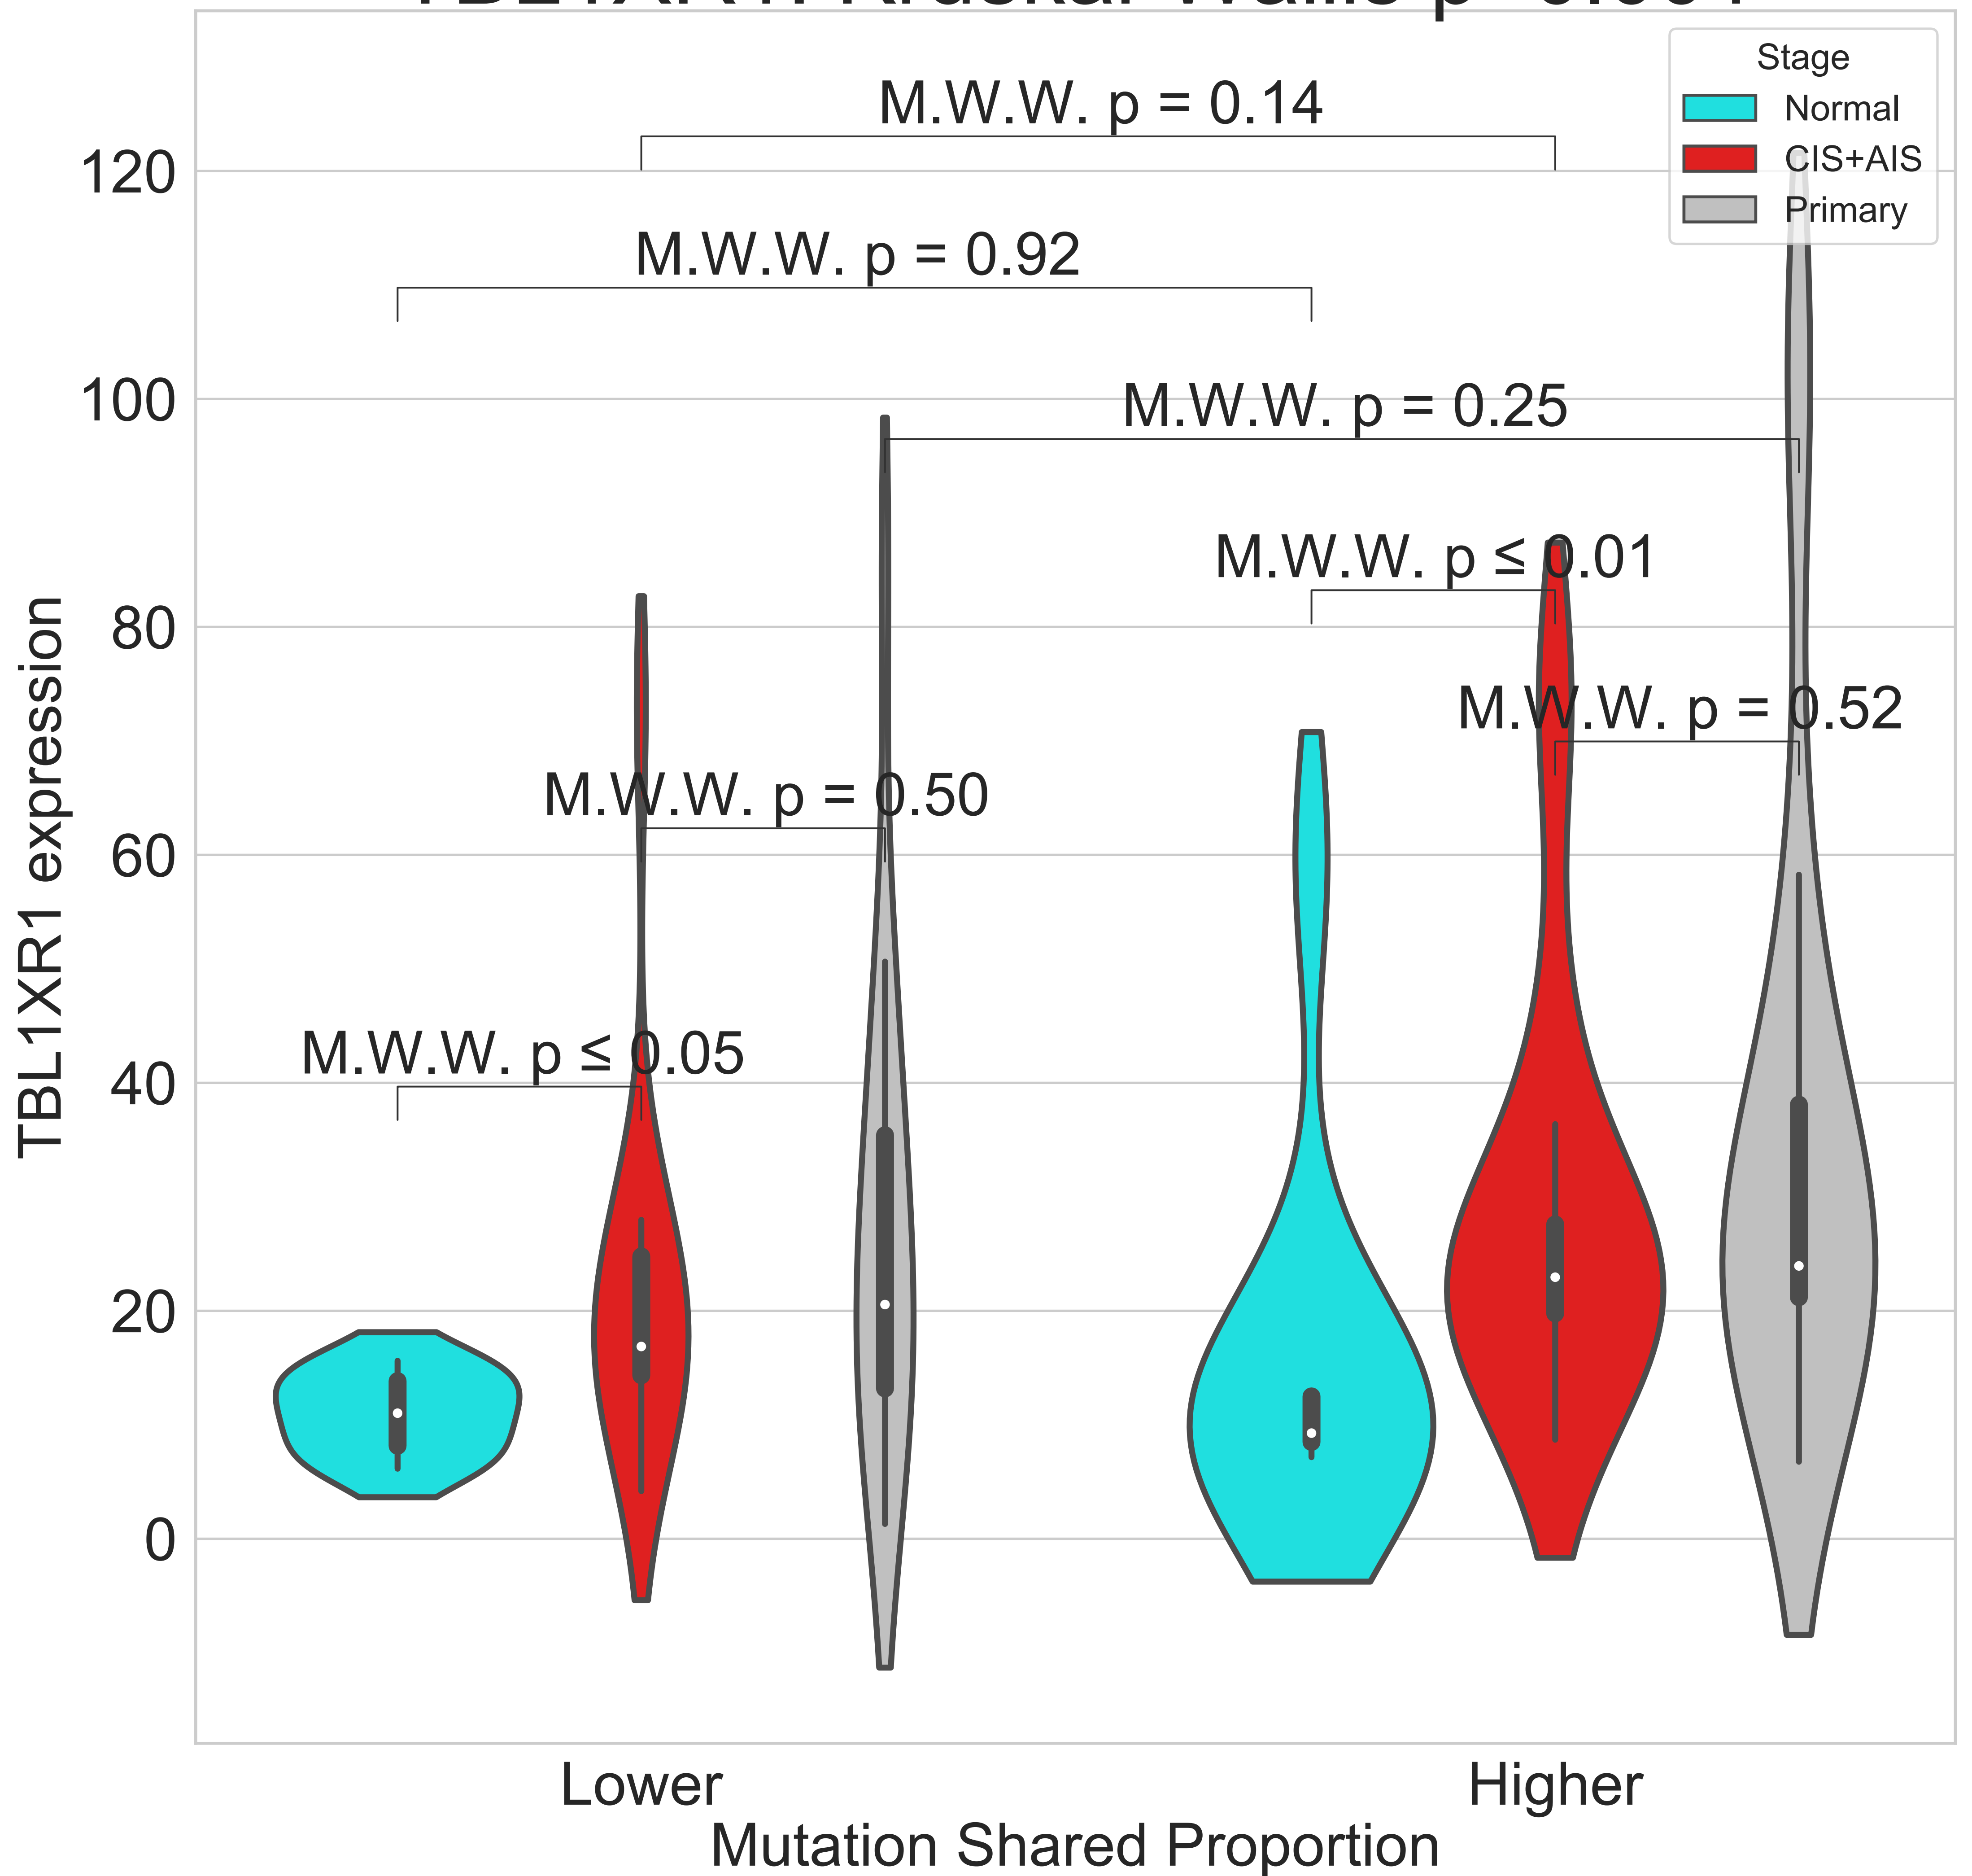 Stage
Normal
CIS+AIS
Primary
M.W.W. p = 0.14
M.W.W. p = 0.92
M.W.W. p = 0.25
M.W.W. p ≤ 0.01
M.W.W. p = 0.52
M.W.W. p = 0.50
M.W.W. p ≤ 0.05
120
100
80
60
40
20
0
TBL1XR1 expression
Lower
Higher
Mutation Shared Proportion